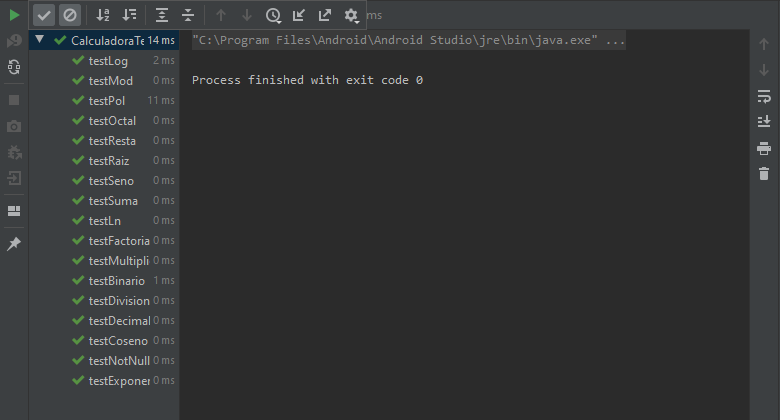 ms
CalculadoraTe 14 ms
"C:\Program Files\Android\Android Studio\jre\bin\java.exe" ...
testLog 2 ms
testMod 0 ms
Process finished with exit code 0
testPol 11 ms
testOctal 0 ms
testResta 0 ms
testRaiz 0 ms
testSeno 0 ms
testSuma 0 ms
testLn 0 ms
testFactoria 0 ms
testMultipli 0 ms
testBinario 1 ms
testDivision 0 ms
testDecimal 0 ms
testCoseno 0 ms
testNotNull 0 ms
testExponer 0 ms